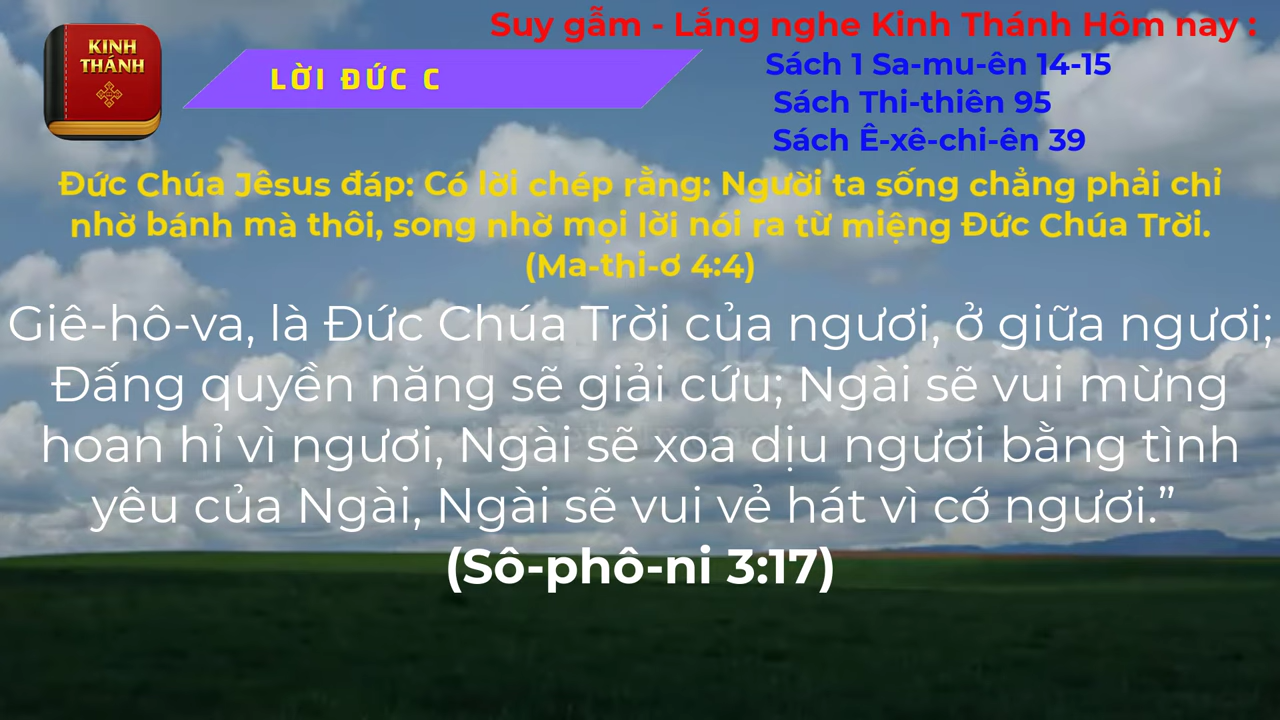 KINH
THÁNH
LỜI ĐỨC C
Suy gẫm - Lắng nghe Kinh Thánh Hôm nay :
Sách 1 Sa-mu-ên 14-15
Sách Thi-thiên 95
Sách Ê-xê-chi-ên 39
Đức Chúa Jêsus đáp: Có lời chép rằng: Người ta sống chẳng phải chỉ
nhờ bánh mà thôi, song nhờ mọi lời nói ra từ miệng Đức Chúa Trời.
(Ma-thi-ơ 4:4)
Giê-hô-va, là Đức Chúa Trời của ngươi, ở giữa ngươi;
Đấng quyền năng sẽ giải cứu; Ngài sẽ vui mừng
hoan hỉ vì ngươi, Ngài sẽ xoa dịu ngươi bằng tình
yêu của Ngài, Ngài sẽ vui vẻ hát vì cớ ngươi.”
(Sô-phô-ni 3:17)